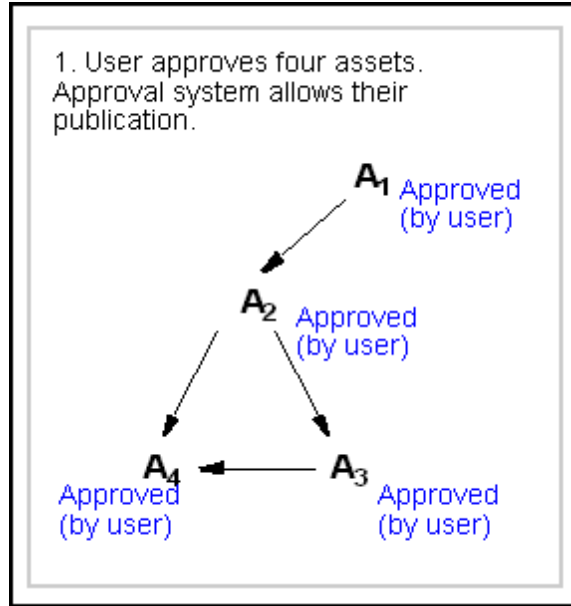 1. User approves four assets.
Approval system allows their
publication.
A1 Approved
(by user)
A2 Approved
(by user)
A4
Approved
(by user)
A3
Approved
(by user)